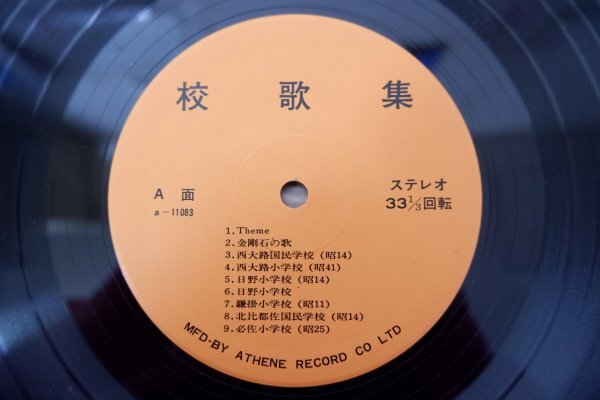 校歌集
A 面
a-11083
ステレオ
33⅓回転
1. Theme
2. 金剛石の歌
3. 西大路国民学校 (昭14)
4. 西大路小学校 (昭41)
5. 日野小学校 (昭14)
6. 日野小学校
7. 鎌掛小学校 (昭11)
8. 北比都佐国民学校 (昭14)
9. 必佐小学校 (昭25)
MFD-BY ATHENE RECORD CO LTD